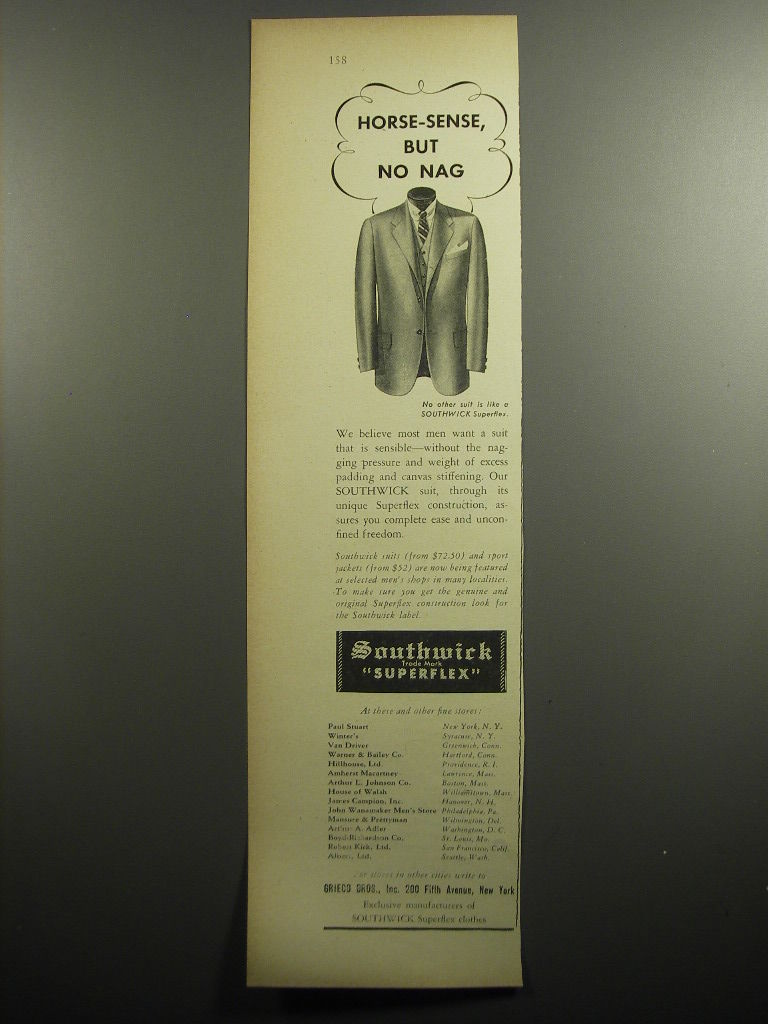 158
HORSE-SENSE,
BUT
NO NAG
No other suit is like a
SOUTHWICK Superflex.
We believe most men want a suit
that is sensible—without the nag-
ging pressure and weight of excess
padding and canvas stiffening. Our
SOUTHWICK suit, through its
unique Superflex construction, as-
sures you complete ease and uncon-
fined freedom.
Southwick suits (from $72.50) and sport
jackets (from $52) are now being featured
at selected men's shops in many localities.
To make sure you get the genuine and
original Superflex construction look for
the Southwick label.
Southwick
Trade Mark
"SUPERFLEX"
At these and other fine stores:
Paul Stuart New York, N. Y.
Winter's Syracuse, N. Y.
Van Driver Greenwich, Conn.
Warner & Bailey Co. Hartford, Conn.
Hillhouse, Ltd. Providence, R. I.
Amherst Macartney Lawrence, Mass.
Arthur L. Johnson Co. Boston, Mass.
House of Walsh Williamstown, Mass.
James Campion, Inc. Hanover, N. H.
John Wanamaker Men's Store Philadelphia, Pa.
Mansure & Prettyman Wilmington, Del.
Arthur A. Adler Washington, D. C.
Boyd-Richardson Co. St. Louis, Mo.
Robert Kirk, Ltd. San Francisco, Calif.
Albert, Ltd. Seattle, Wash.
For stores in other cities write to
GRIECO BROS., Inc. 200 Fifth Avenue, New York
Exclusive manufacturers of
SOUTHWICK Superflex clothes